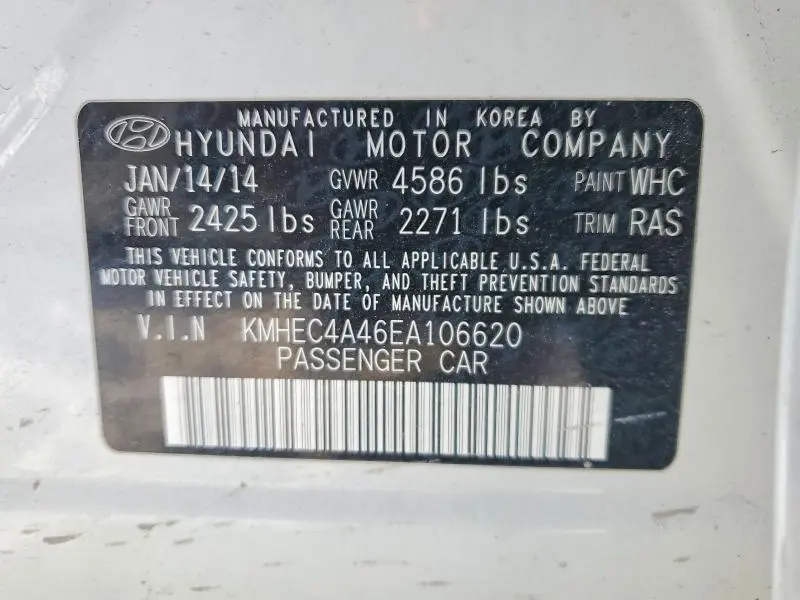 MANUFACTURED IN KOREA BY
HYUNDAI MOTOR COMPANY
JAN/14/14 GVWR 4586 lbs PAINT WHC
GAWR FRONT 2425 lbs GAWR REAR 2271 lbs TRIM RAS
THIS VEHICLE CONFORMS TO ALL APPLICABLE U.S.A. FEDERAL
MOTOR VEHICLE SAFETY, BUMPER, AND THEFT PREVENTION STANDARDS
IN EFFECT ON THE DATE OF MANUFACTURE SHOWN ABOVE
V.I.N KMHEC4A46EA106620
PASSENGER CAR